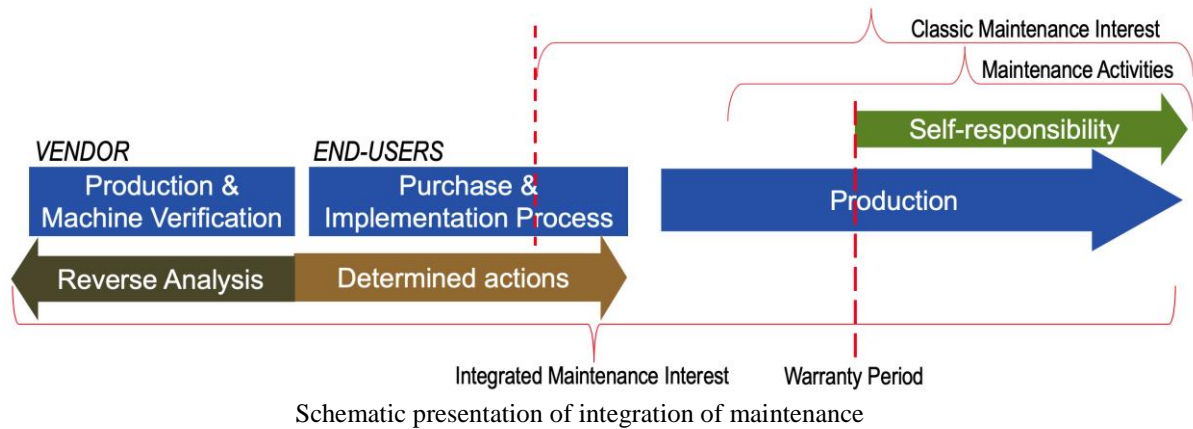 Classic Maintenance Interest
Maintenance Activities
Self-responsibility
VENDOR
END-USERS
Production &
Machine Verification
Purchase &
Implementation Process
Production
Reverse Analysis
Determined actions
Integrated Maintenance Interest
Warranty Period
Schematic presentation of integration of maintenance